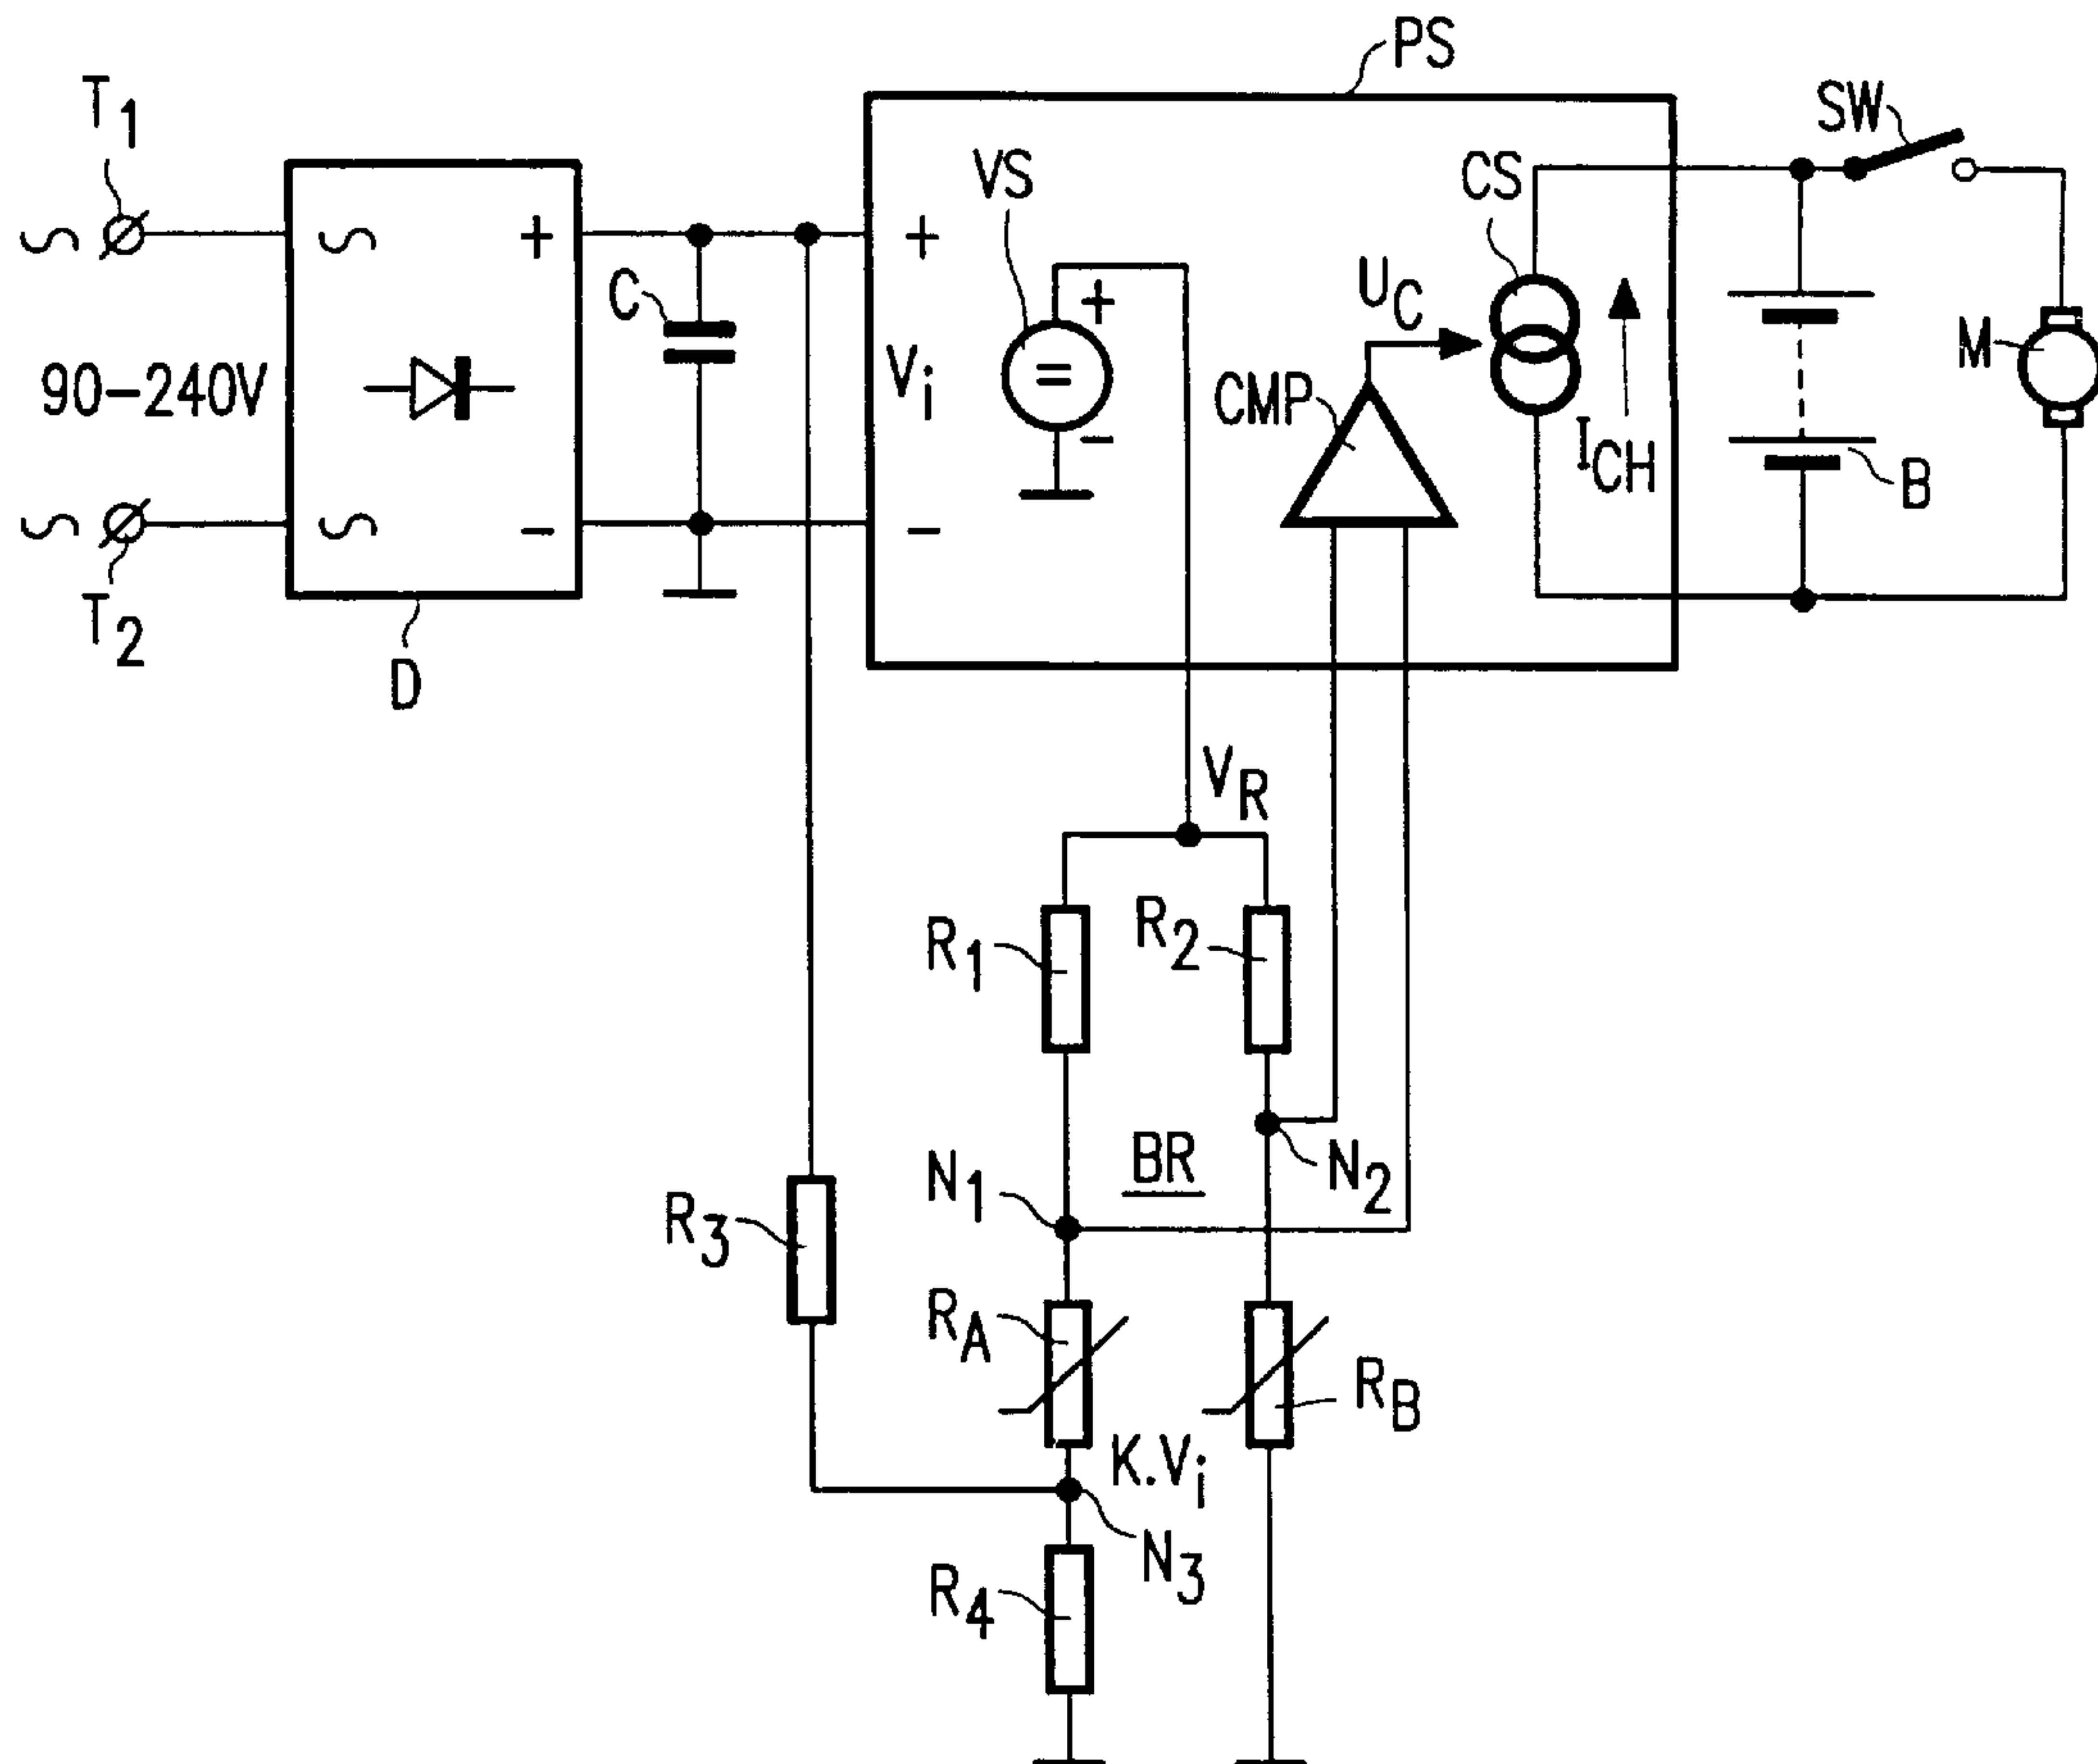 PS
T1
SW
VS
CS
+
+
+
UC
C
Vi
M
90-240V
CMP
=
ICH
-
B
-
-
T2
D
VR
R1
R2
BR
N1
N2
R3
RA
RB
K.Vi
N3
R4